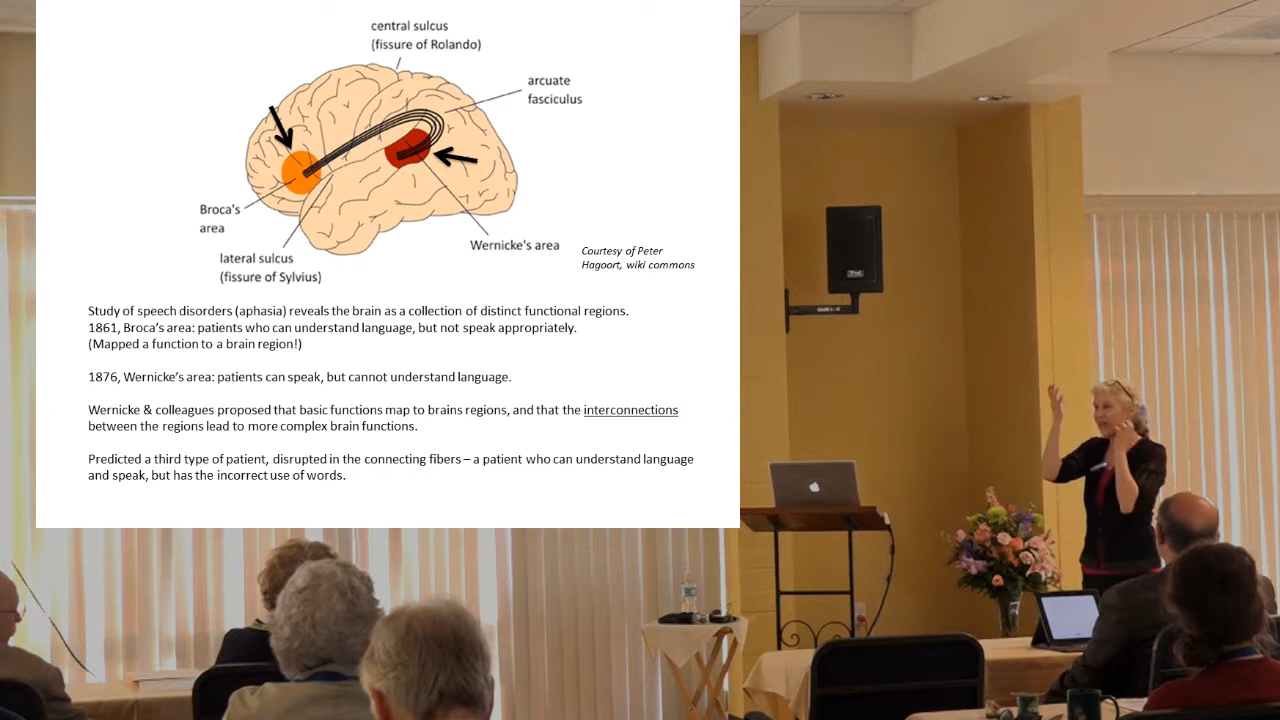 central sulcus
(fissure of Rolando)
arcuate
fasciculus
Broca's
area
lateral sulcus
(fissure of Sylvius)
Wernicke's area
Courtesy of Peter
Hagoort, wiki commons
Study of speech disorders (aphasia) reveals the brain as a collection of distinct functional regions.
1861, Broca's area: patients who can understand language, but not speak appropriately.
(Mapped a function to a brain region!)
1876, Wernicke's area: patients can speak, but cannot understand language.
Wernicke & colleagues proposed that basic functions map to brains regions, and that the interconnections
between the regions lead to more complex brain functions.
Predicted a third type of patient, disrupted in the connecting fibers – a patient who can understand language
and speak, but has the incorrect use of words.